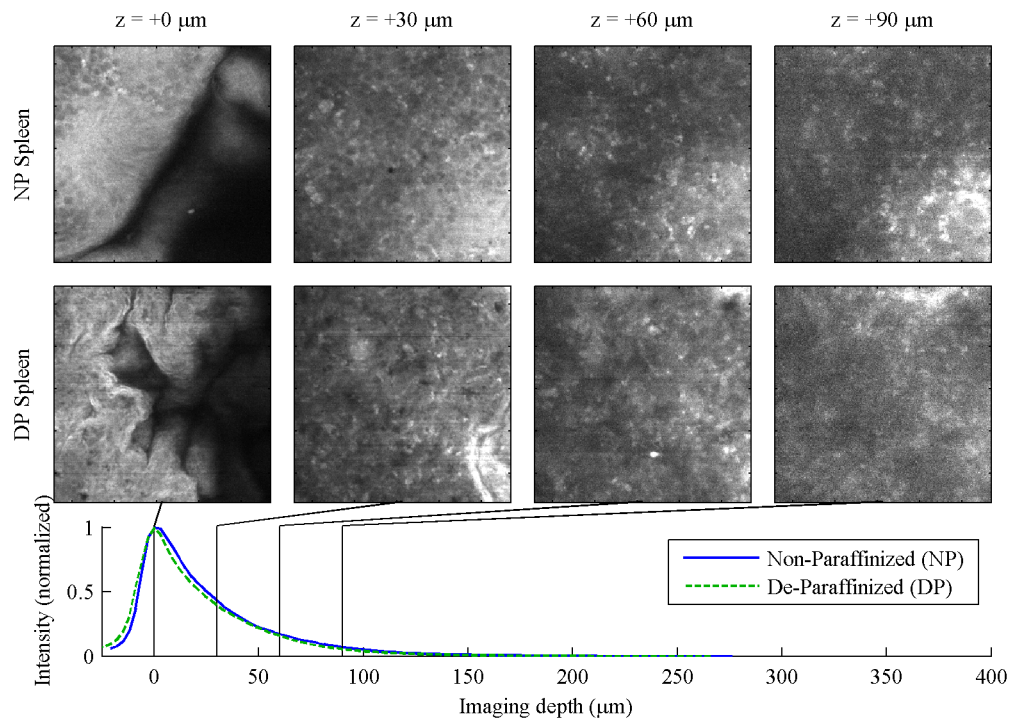 z = +0 μm
z = +30 μm
z = +60 μm
z = +90 μm
NP Spleen
DP Spleen
Intensity (normalized)
1
0.5
0
Non-Paraffinized (NP)
De-Paraffinized (DP)
0
50
100
150
200
250
300
350
400
Imaging depth (μm)